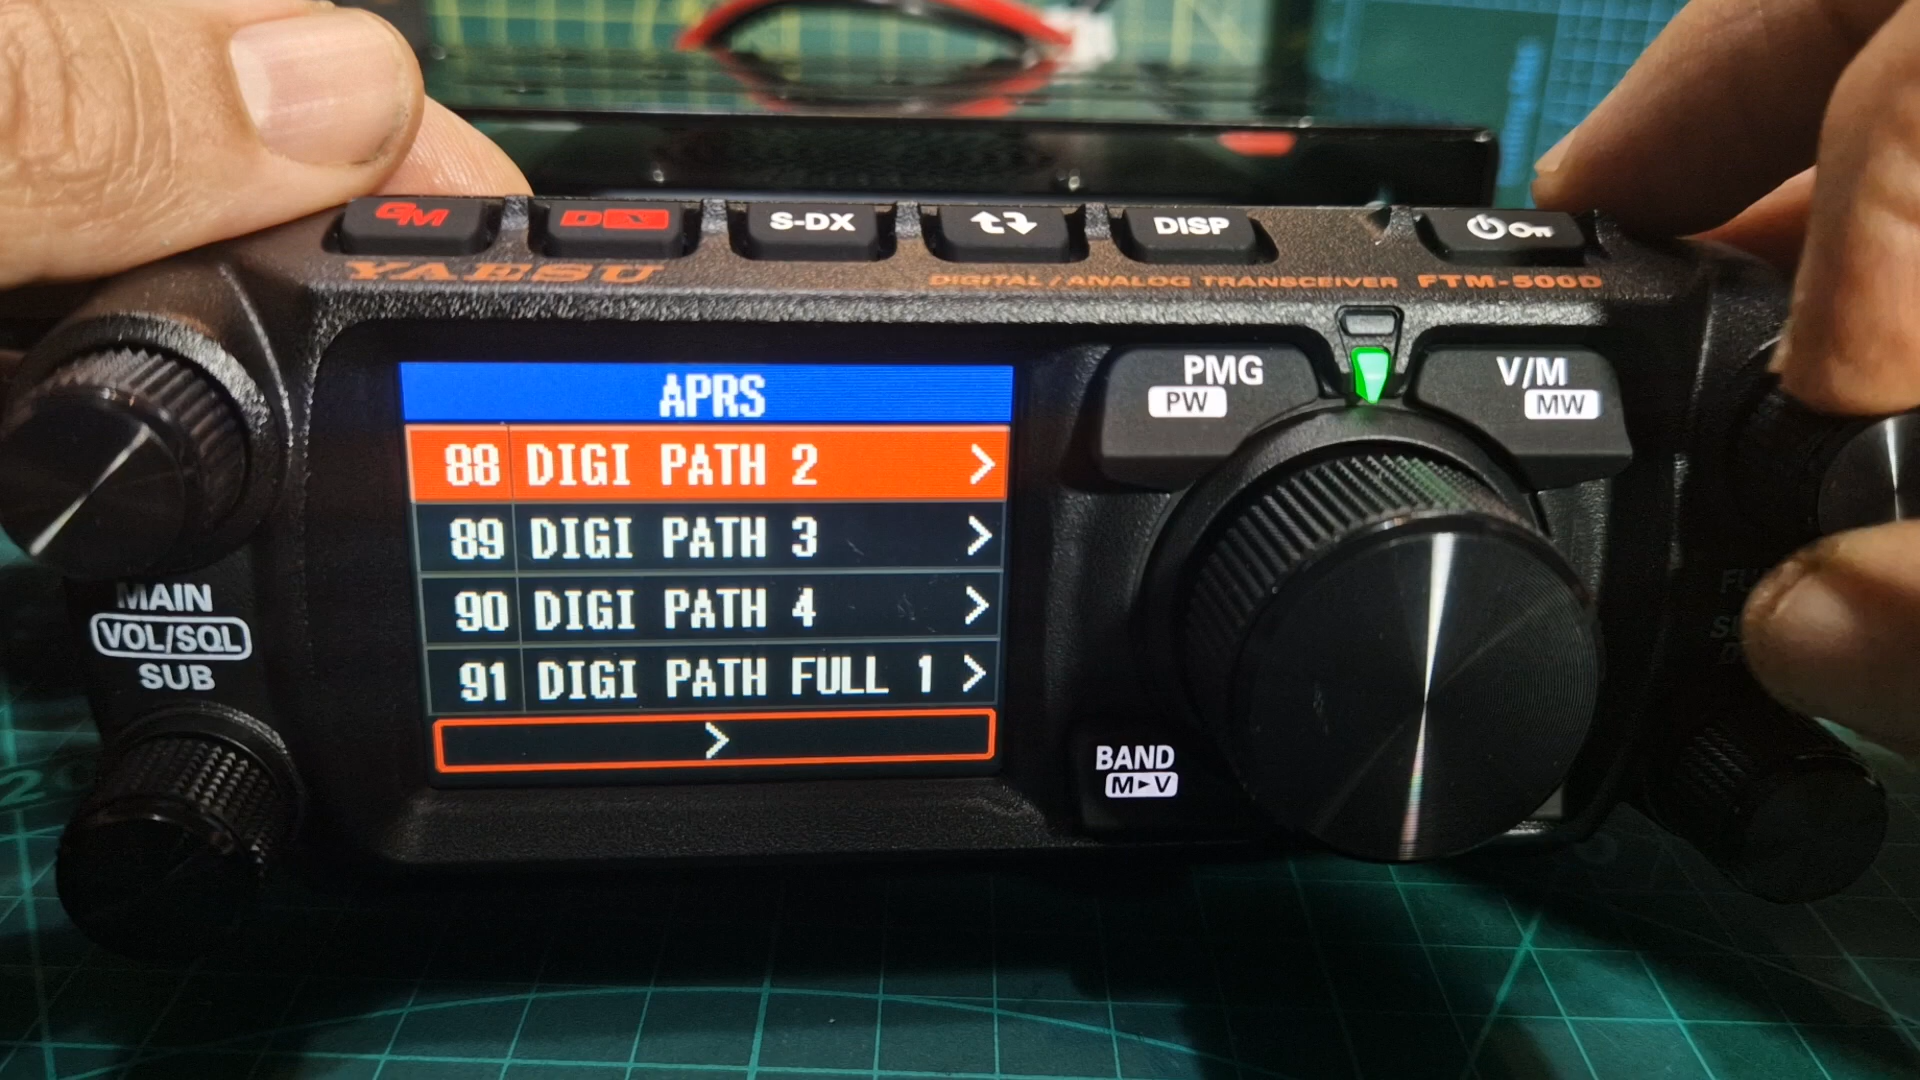 GM
D
S-DX
DISP
YAESU
DIGITAL / ANALOG TRANSCEIVER FTM-500D
PMG
PW
V/M
MW
APRS
88 DIGI PATH 2 >
89 DIGI PATH 3 >
90 DIGI PATH 4 >
91 DIGI PATH FULL 1 >
>
MAIN
VOL/SQL
SUB
BAND
M▸V